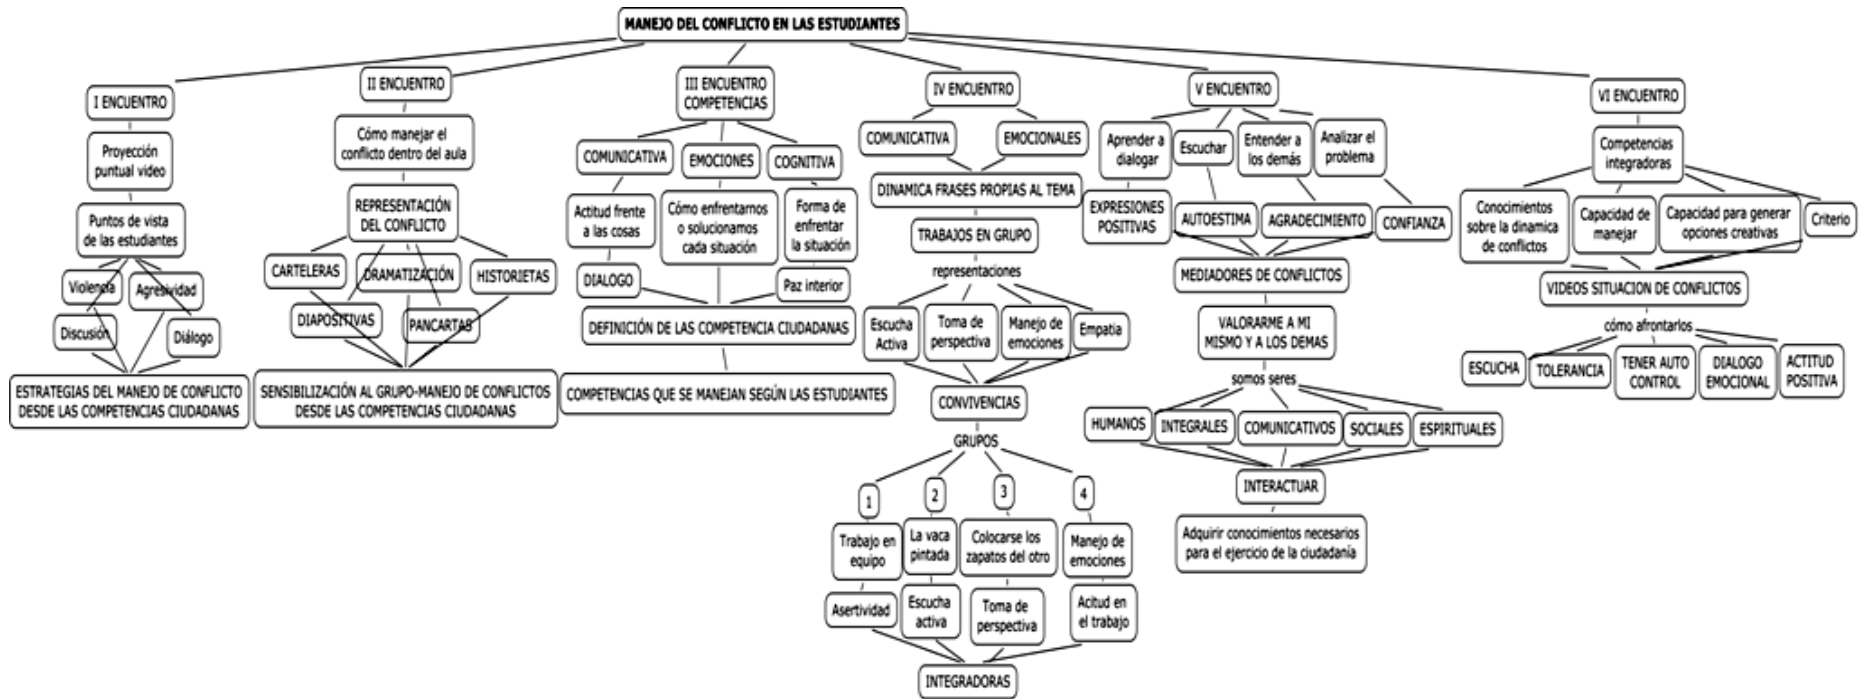 MANEJO DEL CONFLICTO EN LAS ESTUDIANTES
I ENCUENTRO
Proyección
puntual video
Puntos de vista
de las estudiantes
Violencia
Agresividad
Discusión
Diálogo
ESTRATEGIAS DEL MANEJO DE CONFLICTO
DESDE LAS COMPETENCIAS CIUDADANAS
II ENCUENTRO
Cómo manejar el
conflicto dentro del aula
REPRESENTACIÓN
DEL CONFLICTO
CARTELERAS
DRAMATIZACIÓN
HISTORIETAS
DIAPOSITIVAS
PANCARTAS
SENSIBILIZACIÓN AL GRUPO-MANEJO DE CONFLICTOS
DESDE LAS COMPETENCIAS CIUDADANAS
III ENCUENTRO
COMPETENCIAS
COMUNICATIVA
EMOCIONES
COGNITIVA
Actitud frente
a las cosas
Cómo enfrentarnos
o solucionamos
cada situación
Forma de
enfrentar
la situación
DIALOGO
Paz interior
DEFINICIÓN DE LAS COMPETENCIA CIUDADANAS
COMPETENCIAS QUE SE MANEJAN SEGÚN LAS ESTUDIANTES
IV ENCUENTRO
COMUNICATIVA
EMOCIONALES
DINAMICA FRASES PROPIAS AL TEMA
TRABAJOS EN GRUPO
representaciones
Escucha
Activa
Toma de
perspectiva
Manejo de
emociones
Empatia
CONVIVENCIAS
GRUPOS
1
2
3
4
Trabajo en
equipo
La vaca
pintada
Colocarse los
zapatos del otro
Manejo de
emociones
Asertividad
Escucha
activa
Toma de
perspectiva
Acitud en
el trabajo
INTEGRADORAS
V ENCUENTRO
Aprender a
dialogar
Escuchar
Entender a
los demás
Analizar el
problema
EXPRESIONES
POSITIVAS
AUTOESTIMA
AGRADECIMIENTO
CONFIANZA
MEDIADORES DE CONFLICTOS
VALORARME A MI
MISMO Y A LOS DEMAS
somos seres
HUMANOS
INTEGRALES
COMUNICATIVOS
SOCIALES
ESPIRITUALES
INTERACTUAR
Adquirir conocimientos necesarios
para el ejercicio de la ciudadanía
VI ENCUENTRO
Competencias
integradoras
Conocimientos
sobre la dinamica
de conflictos
Capacidad de
manejar
Capacidad para generar
opciones creativas
Criterio
VIDEOS SITUACION DE CONFLICTOS
cómo afrontarlos
ESCUCHA
TOLERANCIA
TENER AUTO
CONTROL
DIALOGO
EMOCIONAL
ACTITUD
POSITIVA